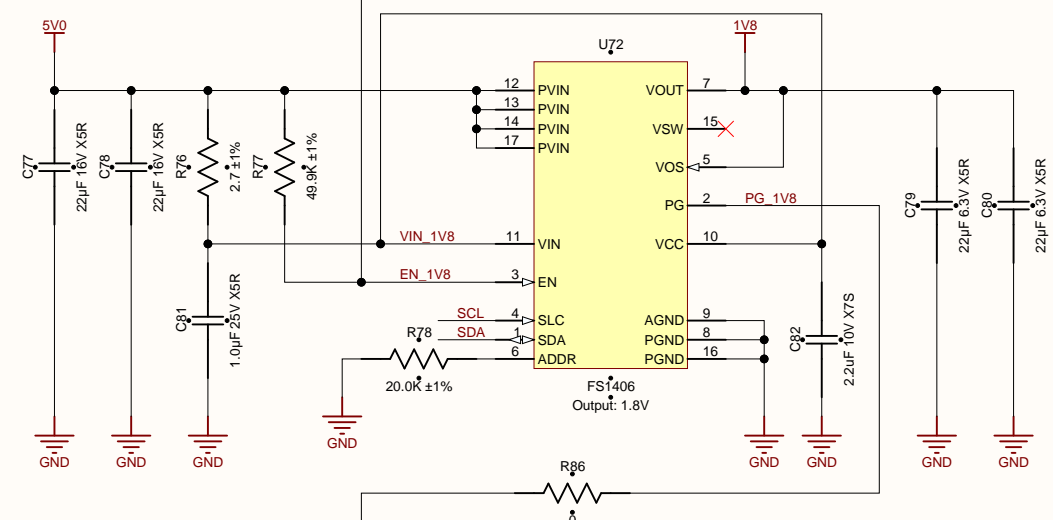 5V0
1V8
U72
12 PVIN
13 PVIN
14 PVIN
17 PVIN
VOUT 7
VSW 15
VOS 5
PG 2
PG_1V8
VCC 10
VIN_1V8
11 VIN
EN_1V8
3 EN
SCL
4 SLC
SDA
1 SDA
6 ADDR
AGND 9
PGND 8
PGND 16
C77
22µF 16V X5R
C78
22µF 16V X5R
R76
2.7 ±1%
R77
49.9K ±1%
C81
1.0µF 25V X5R
R78
20.0K ±1%
C79
22µF 6.3V X5R
C80
22µF 6.3V X5R
C82
2.2uF 10V X7S
FS1406
Output: 1.8V
GND
GND
GND
GND
GND
GND
GND
GND
R86
0